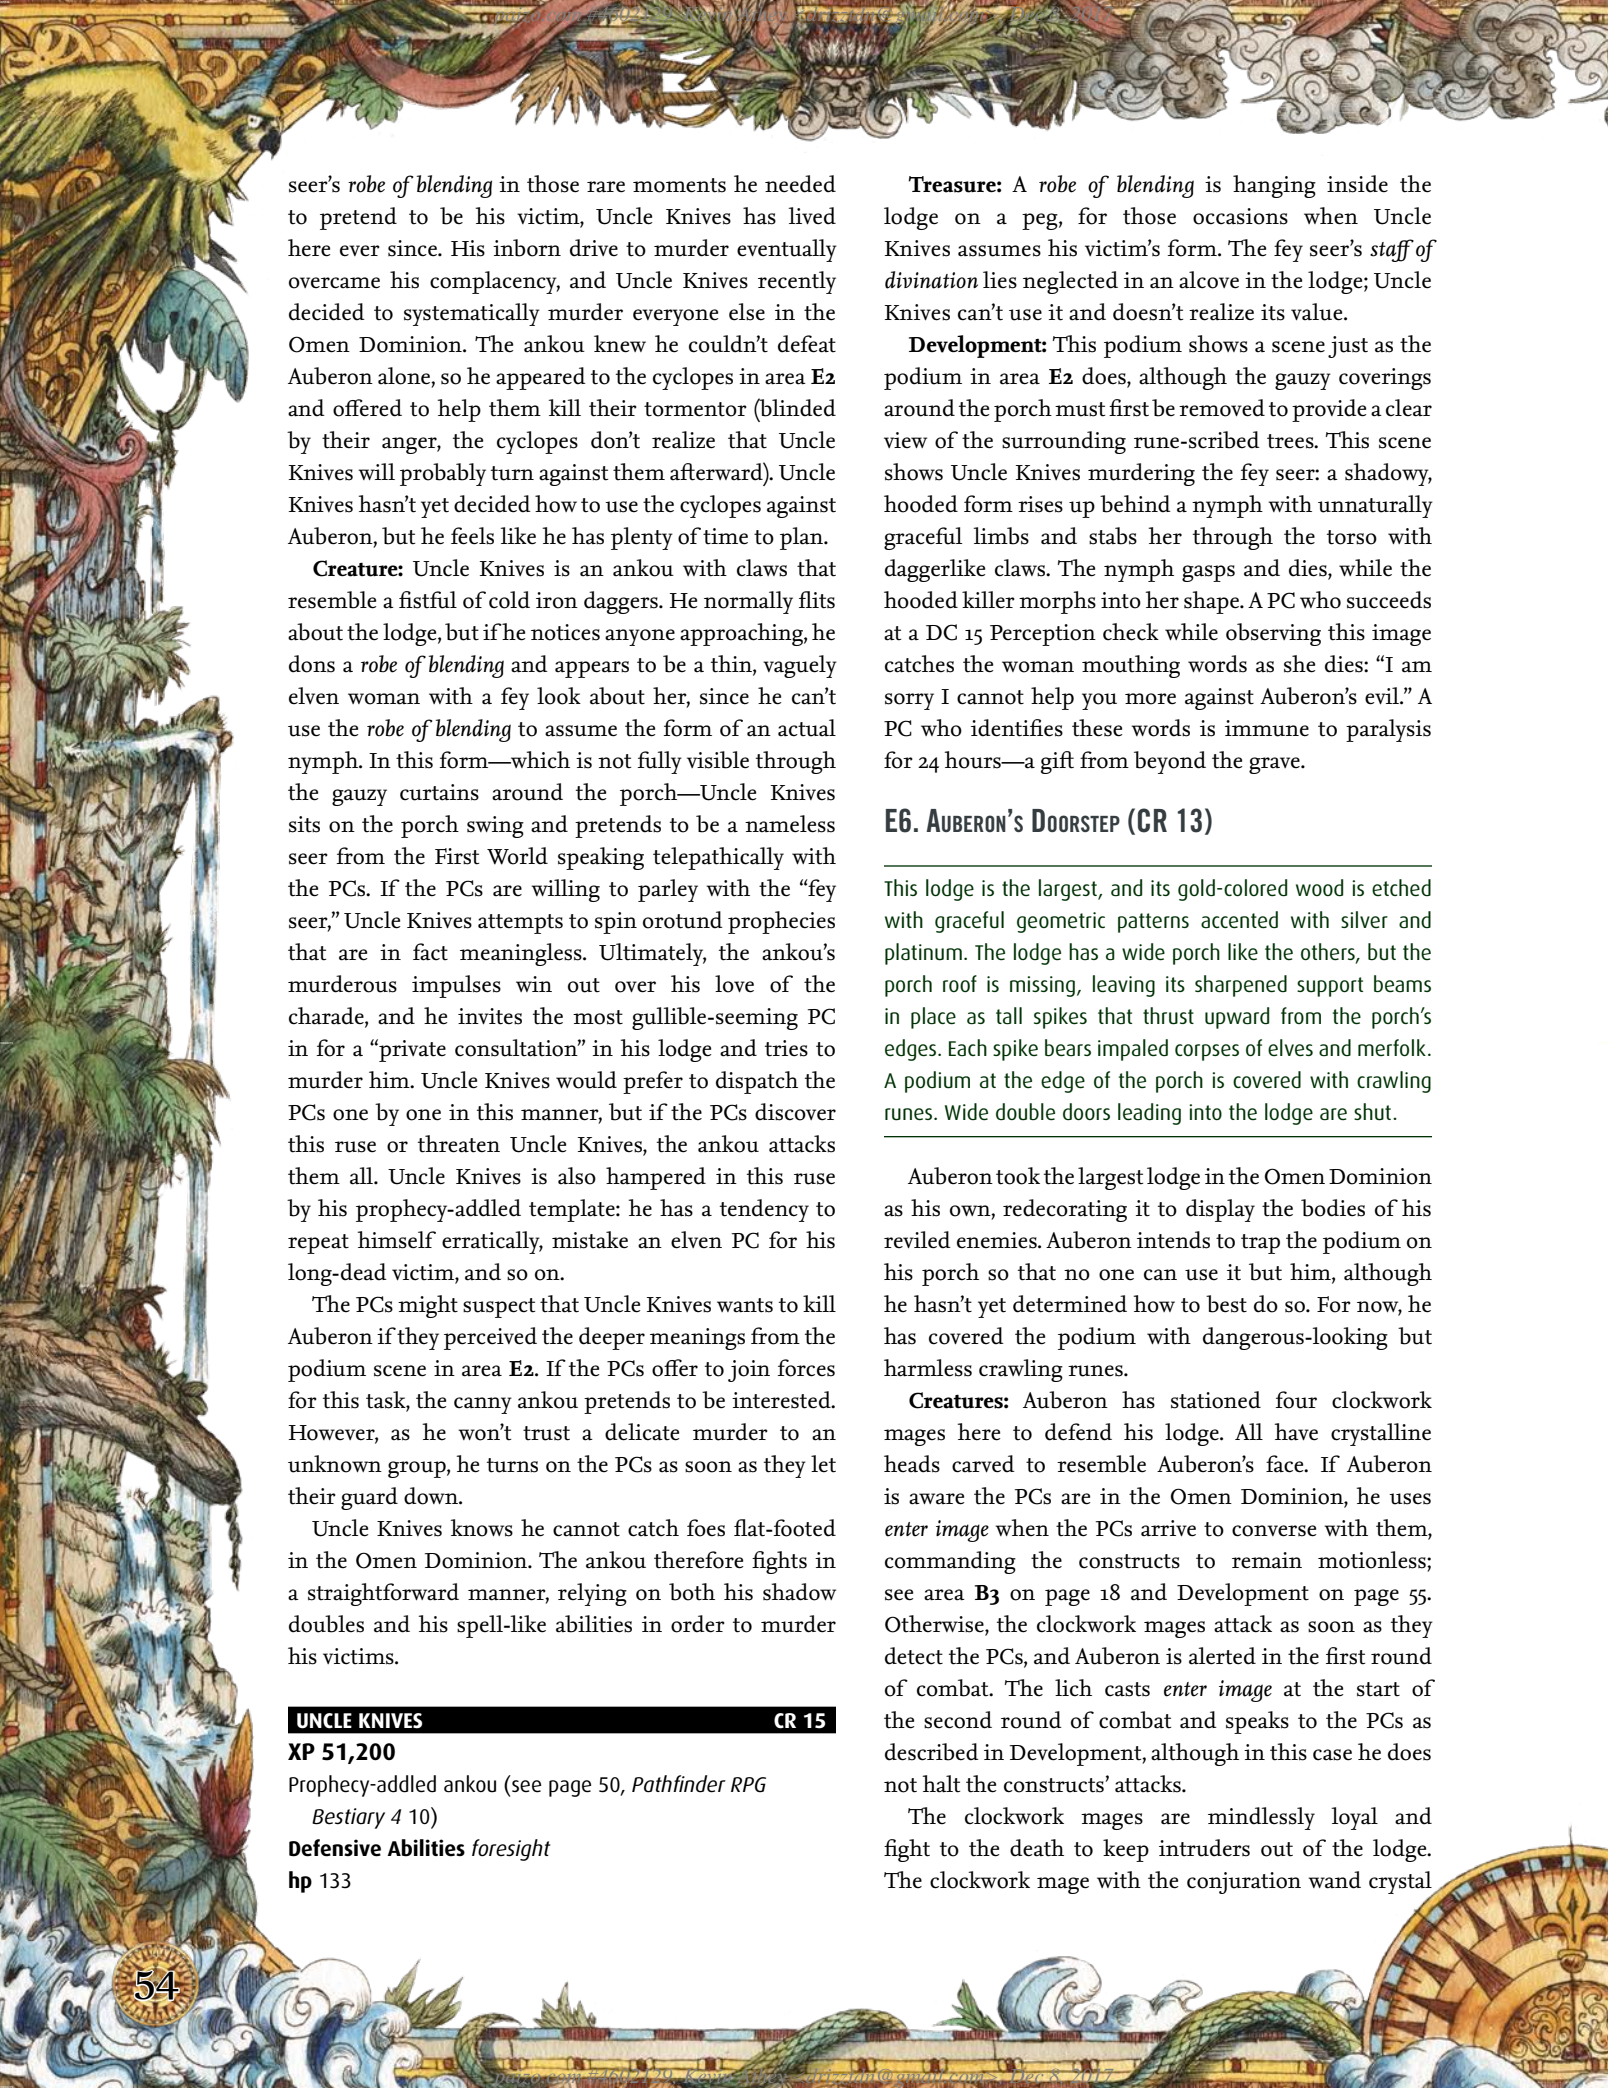 seer's robe of blending in those rare moments he needed
to pretend to be his victim, Uncle Knives has lived
here ever since. His inborn drive to murder eventually
overcame his complacency, and Uncle Knives recently
decided to systematically murder everyone else in the
Omen Dominion. The ankou knew he couldn't defeat
Auberon alone, so he appeared to the cyclopes in area E2
and offered to help them kill their tormentor (blinded
by their anger, the cyclopes don't realize that Uncle
Knives will probably turn against them afterward). Uncle
Knives hasn't yet decided how to use the cyclopes against
Auberon, but he feels like he has plenty of time to plan.
Creature: Uncle Knives is an ankou with claws that
resemble a fistful of cold iron daggers. He normally flits
about the lodge, but if he notices anyone approaching, he
dons a robe of blending and appears to be a thin, vaguely
elven woman with a fey look about her, since he can't
use the robe of blending to assume the form of an actual
nymph. In this form—which is not fully visible through
the gauzy curtains around the porch—Uncle Knives
sits on the porch swing and pretends to be a nameless
seer from the First World speaking telepathically with
the PCs. If the PCs are willing to parley with the “fey
seer,” Uncle Knives attempts to spin orotund prophecies
that are in fact meaningless. Ultimately, the ankou's
murderous impulses win out over his love of the
charade, and he invites the most gullible-seeming PC
in for a “private consultation” in his lodge and tries to
murder him. Uncle Knives would prefer to dispatch the
PCs one by one in this manner, but if the PCs discover
this ruse or threaten Uncle Knives, the ankou attacks
them all. Uncle Knives is also hampered in this ruse
by his prophecy-addled template: he has a tendency to
repeat himself erratically, mistake an elven PC for his
long-dead victim, and so on.
The PCs might suspect that Uncle Knives wants to kill
Auberon if they perceived the deeper meanings from the
podium scene in area E2. If the PCs offer to join forces
for this task, the canny ankou pretends to be interested.
However, as he won't trust a delicate murder to an
unknown group, he turns on the PCs as soon as they let
their guard down.
Uncle Knives knows he cannot catch foes flat-footed
in the Omen Dominion. The ankou therefore fights in
a straightforward manner, relying on both his shadow
doubles and his spell-like abilities in order to murder
his victims.
UNCLE KNIVES CR 15
XP 51,200
Prophecy-addled ankou (see page 50, Pathfinder RPG
Bestiary 4 10)
Defensive Abilities foresight
hp 133
Treasure: A robe of blending is hanging inside the
lodge on a peg, for those occasions when Uncle
Knives assumes his victim's form. The fey seer's staff of
divination lies neglected in an alcove in the lodge; Uncle
Knives can't use it and doesn't realize its value.
Development: This podium shows a scene just as the
podium in area E2 does, although the gauzy coverings
around the porch must first be removed to provide a clear
view of the surrounding rune-scribed trees. This scene
shows Uncle Knives murdering the fey seer: a shadowy,
hooded form rises up behind a nymph with unnaturally
graceful limbs and stabs her through the torso with
daggerlike claws. The nymph gasps and dies, while the
hooded killer morphs into her shape. A PC who succeeds
at a DC 15 Perception check while observing this image
catches the woman mouthing words as she dies: “I am
sorry I cannot help you more against Auberon's evil.” A
PC who identifies these words is immune to paralysis
for 24 hours—a gift from beyond the grave.
E6. Auberon's Doorstep (CR 13)
This lodge is the largest, and its gold-colored wood is etched
with graceful geometric patterns accented with silver and
platinum. The lodge has a wide porch like the others, but the
porch roof is missing, leaving its sharpened support beams
in place as tall spikes that thrust upward from the porch's
edges. Each spike bears impaled corpses of elves and merfolk.
A podium at the edge of the porch is covered with crawling
runes. Wide double doors leading into the lodge are shut.
Auberon took the largest lodge in the Omen Dominion
as his own, redecorating it to display the bodies of his
reviled enemies. Auberon intends to trap the podium on
his porch so that no one can use it but him, although
he hasn't yet determined how to best do so. For now, he
has covered the podium with dangerous-looking but
harmless crawling runes.
Creatures: Auberon has stationed four clockwork
mages here to defend his lodge. All have crystalline
heads carved to resemble Auberon's face. If Auberon
is aware the PCs are in the Omen Dominion, he uses
enter image when the PCs arrive to converse with them,
commanding the constructs to remain motionless;
see area B3 on page 18 and Development on page 55.
Otherwise, the clockwork mages attack as soon as they
detect the PCs, and Auberon is alerted in the first round
of combat. The lich casts enter image at the start of
the second round of combat and speaks to the PCs as
described in Development, although in this case he does
not halt the constructs' attacks.
The clockwork mages are mindlessly loyal and
fight to the death to keep intruders out of the lodge.
The clockwork mage with the conjuration wand crystal
54